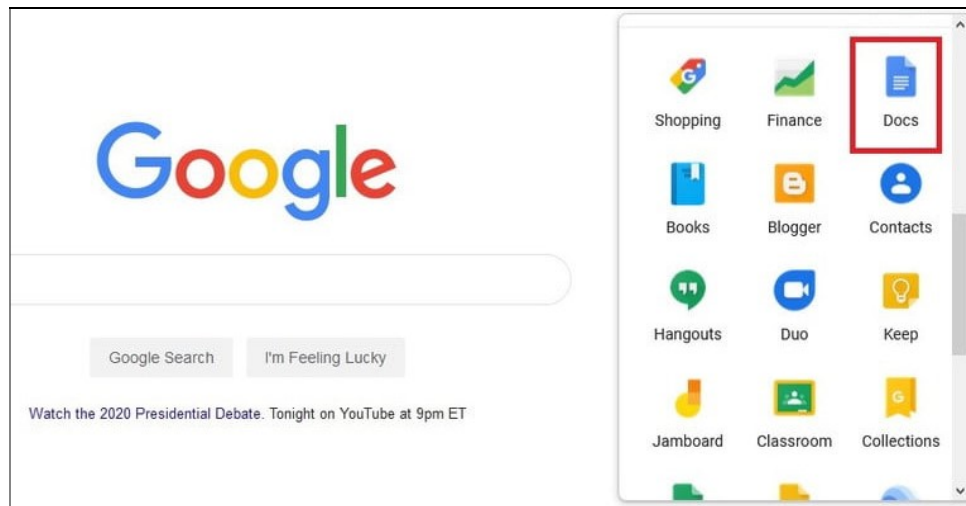 Google
Google Search I'm Feeling Lucky
Watch the 2020 Presidential Debate. Tonight on YouTube at 9pm ET
Shopping Finance Docs
Books Blogger Contacts
Hangouts Duo Keep
Jamboard Classroom Collections